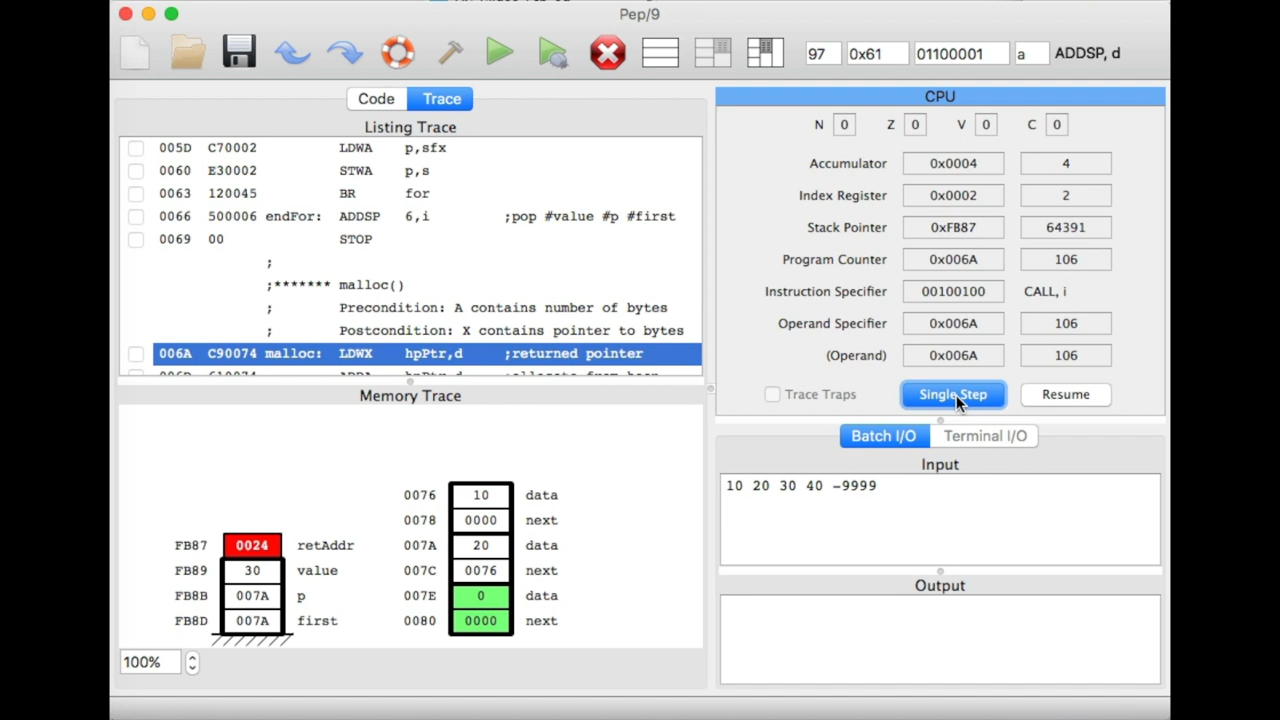 Pep/9
97 0x61 01100001 a ADDSP, d
Code Trace
Listing Trace
005D C70002 LDWA p,sfx
0060 E30002 STWA p,s
0063 120045 BR for
0066 500006 endFor: ADDSP 6,i ;pop #value #p #first
0069 00 STOP
;
;******* malloc()
; Precondition: A contains number of bytes
; Postcondition: X contains pointer to bytes
006A C90074 malloc: LDWX hpPtr,d ;returned pointer
Memory Trace
0076 10 data
0078 0000 next
FB87 0024 retAddr 007A 20 data
FB89 30 value 007C 0076 next
FB8B 007A p 007E 0 data
FB8D 007A first 0080 0000 next
100%
CPU
N 0 Z 0 V 0 C 0
Accumulator 0x0004 4
Index Register 0x0002 2
Stack Pointer 0xFB87 64391
Program Counter 0x006A 106
Instruction Specifier 00100100 CALL, i
Operand Specifier 0x006A 106
(Operand) 0x006A 106
Trace Traps Single Step Resume
Batch I/O Terminal I/O
Input
10 20 30 40 -9999
Output